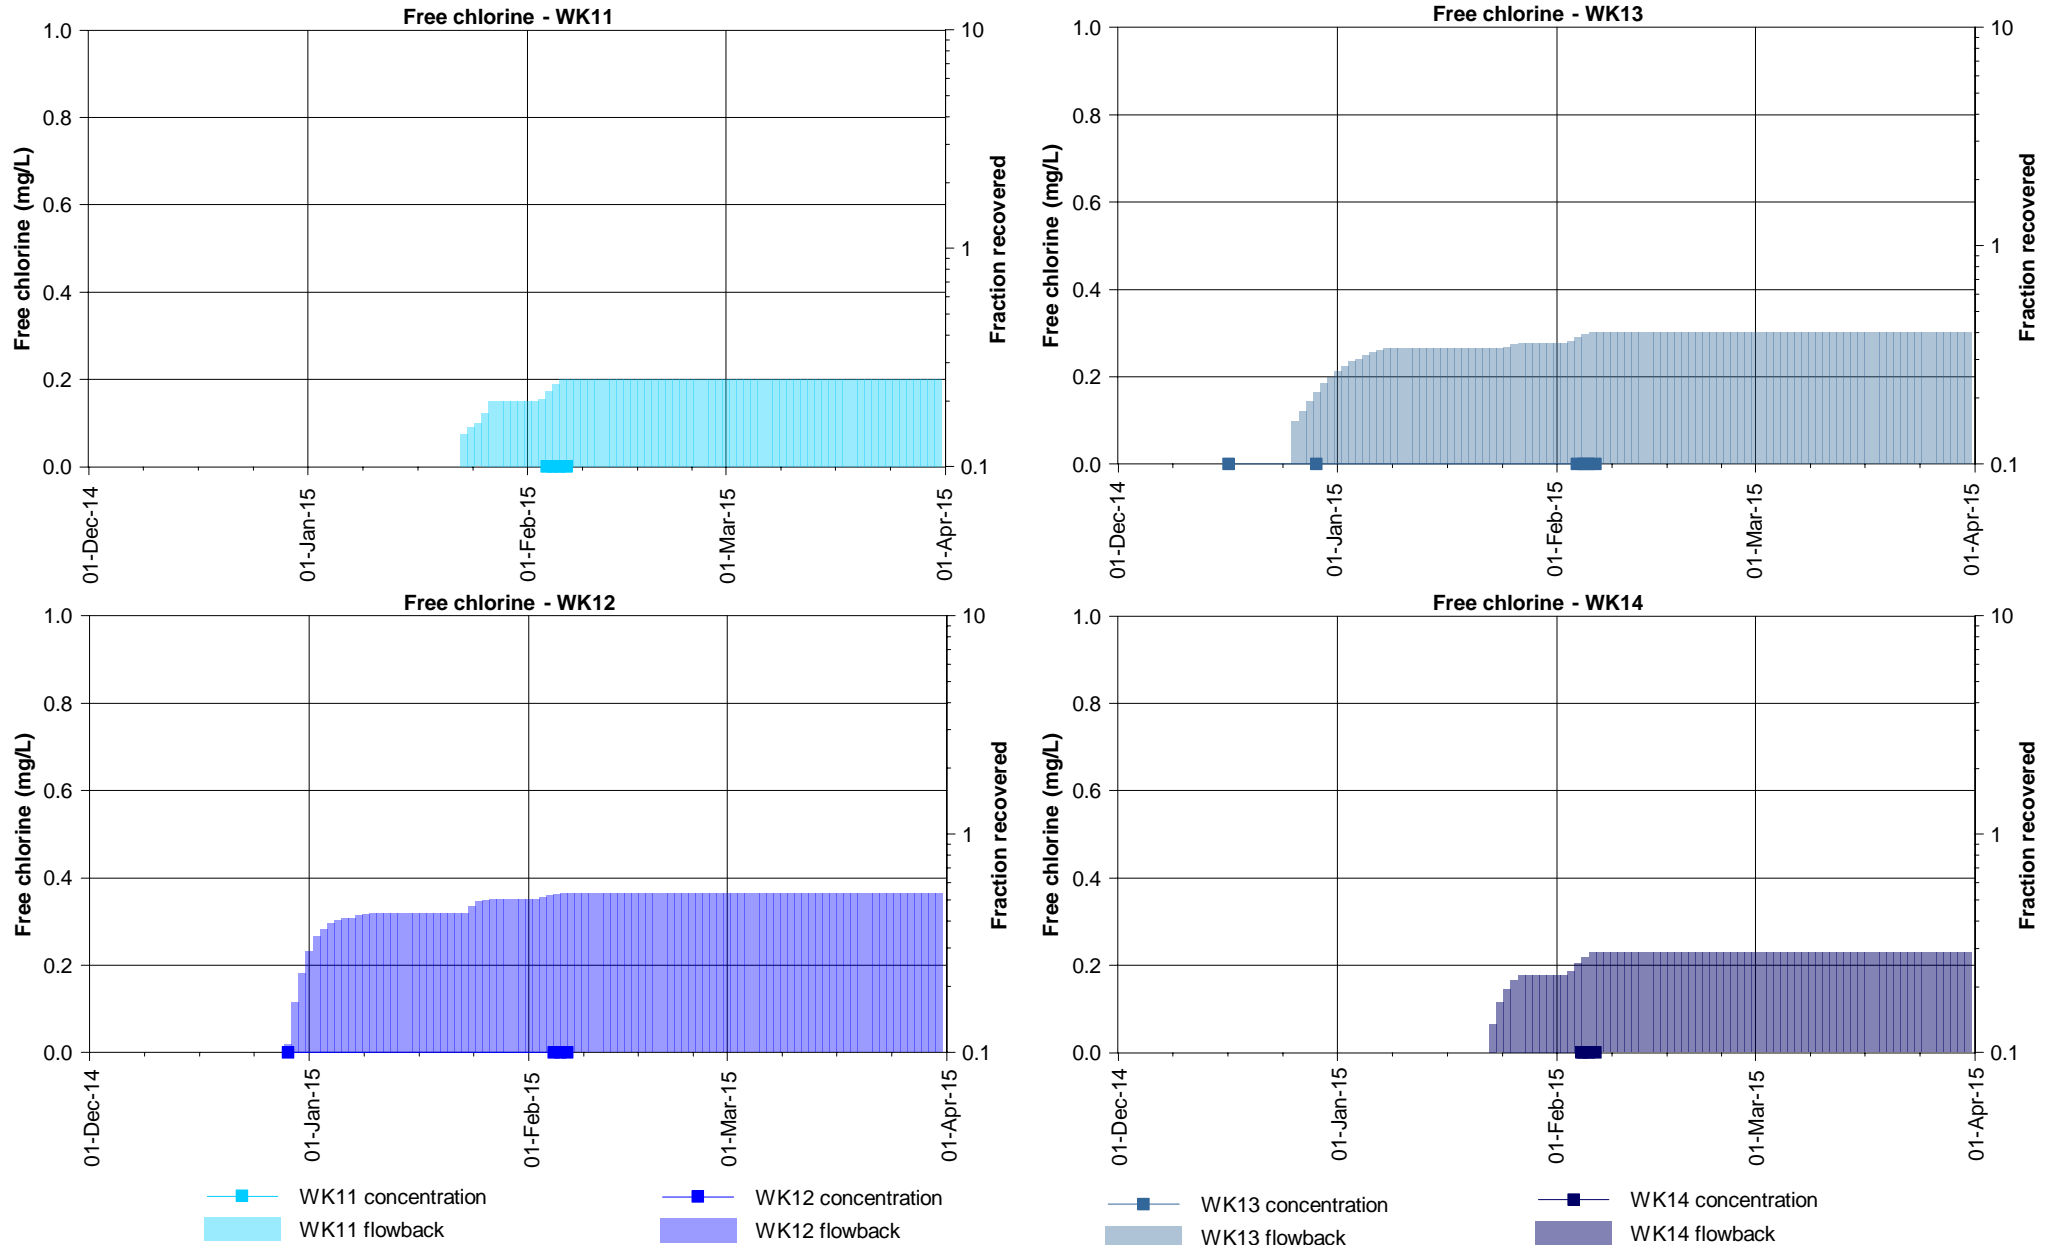 Free chlorine - WK11
1.0
0.8
0.6
0.4
0.2
0.0
Free chlorine (mg/L)
10
1
0.1
Fraction recovered
01-Dec-14
01-Jan-15
01-Feb-15
01-Mar-15
01-Apr-15
Free chlorine - WK13
1.0
0.8
0.6
0.4
0.2
0.0
Free chlorine (mg/L)
10
1
0.1
Fraction recovered
01-Dec-14
01-Jan-15
01-Feb-15
01-Mar-15
01-Apr-15
Free chlorine - WK12
1.0
0.8
0.6
0.4
0.2
0.0
Free chlorine (mg/L)
10
1
0.1
Fraction recovered
01-Dec-14
01-Jan-15
01-Feb-15
01-Mar-15
01-Apr-15
Free chlorine - WK14
1.0
0.8
0.6
0.4
0.2
0.0
Free chlorine (mg/L)
10
1
0.1
Fraction recovered
01-Dec-14
01-Jan-15
01-Feb-15
01-Mar-15
01-Apr-15
WK11 concentration
WK11 flowback
WK12 concentration
WK12 flowback
WK13 concentration
WK13 flowback
WK14 concentration
WK14 flowback